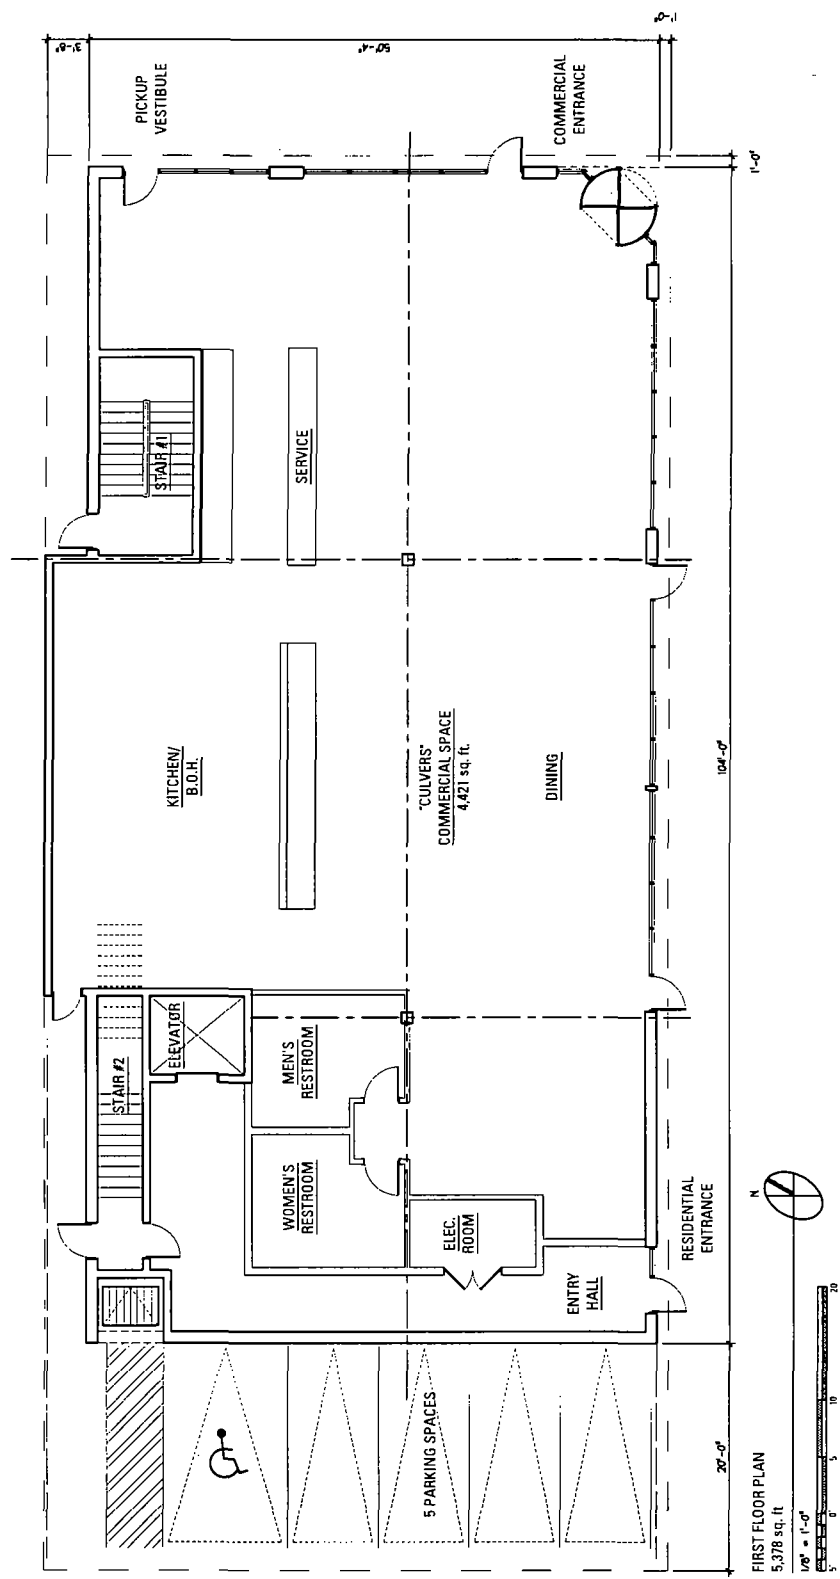 3'-8"
50'-4"
1'-0"
PICKUP
VESTIBULE
COMMERCIAL
ENTRANCE
1'-0"
STAIR #1
SERVICE
KITCHEN/
B.O.H.
"CULVERS"
COMMERCIAL SPACE
4,421 sq. ft.
DINING
104'-0"
STAIR #2
ELEVATOR
MEN'S
RESTROOM
WOMEN'S
RESTROOM
ELEC.
ROOM
ENTRY
HALL
RESIDENTIAL
ENTRANCE
N
5 PARKING SPACES
20'-0"
FIRST FLOOR PLAN
5,378 sq. ft
1/8" = 1'-0"
5'
0'
5
10
20